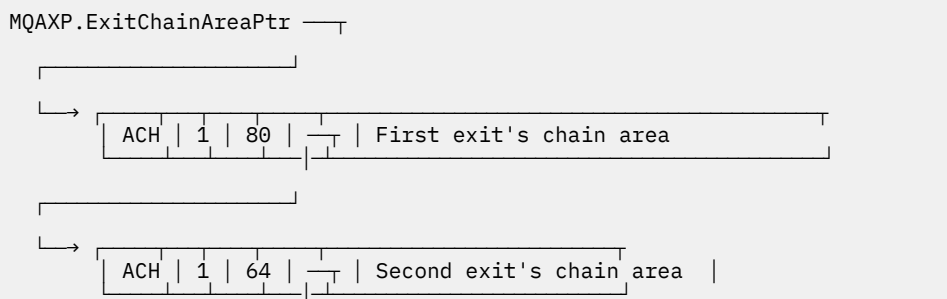 MQAXP.ExitChainAreaPtr
ACH 1 80 First exit's chain area
ACH 1 64 Second exit's chain area